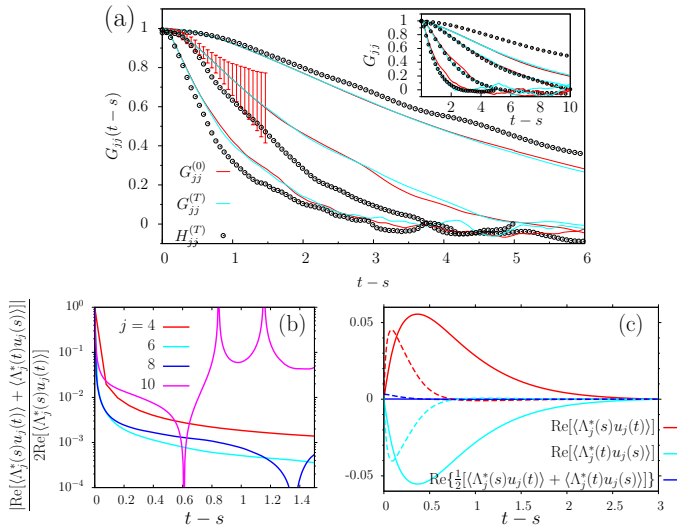 (a)
1
0.8
0.6
0.4
0.2
0
G_{jj}(t − s)
G_{jj}^{(0)}
G_{jj}^{(T)}
H_{jj}^{(T)}
0 1 2 3 4 5 6
t − s
1
0.8
0.6
0.4
0.2
0
G_{jj}
2 4 6 8 10
t − s
|Re[⟨Λ_j^*(s)u_j(t)⟩ + ⟨Λ_j^*(t)u_j(s)⟩]|
2Re[⟨Λ_j^*(s)u_j(s)⟩]
10^0
10^{−1}
10^{−2}
10^{−3}
10^{−4}
(b)
j = 4
6
8
10
0 0.2 0.4 0.6 0.8 1 1.2 1.5
t − s
(c)
0.05
0
-0.05
Re[⟨Λ_j^*(s)u_j(t)⟩]
Re[⟨Λ_j^*(t)u_j(s)⟩]
Re{½[⟨Λ_j^*(s)u_j(t)⟩ + ⟨Λ_j^*(t)u_j(s)⟩]}
0 0.5 1 1.5 2 2.5 3
t − s